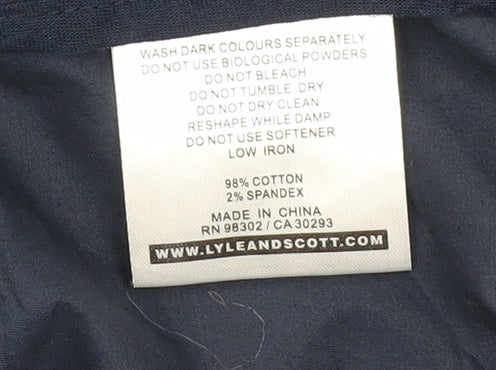 WASH DARK COLOURS SEPARATELY
DO NOT USE BIOLOGICAL POWDERS
DO NOT BLEACH
DO NOT TUMBLE DRY
DO NOT DRY CLEAN
RESHAPE WHILE DAMP
DO NOT USE SOFTENER
LOW IRON
98% COTTON
2% SPANDEX
MADE IN CHINA
RN 98302 / CA 30293
WWW.LYLEANDSCOTT.COM